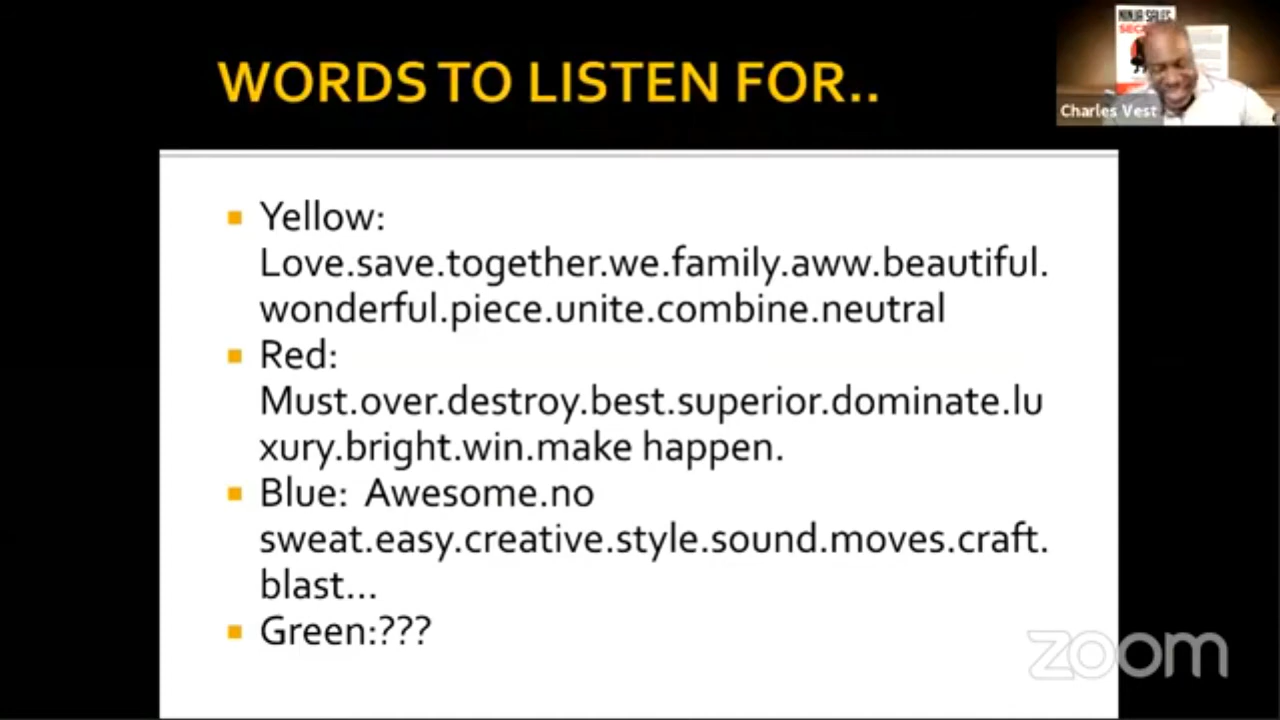 WORDS TO LISTEN FOR..
NINJA SALES
Charles Vest
Yellow:
Love.save.together.we.family.aww.beautiful.
wonderful.piece.unite.combine.neutral
Red:
Must.over.destroy.best.superior.dominate.lu
xury.bright.win.make happen.
Blue:  Awesome.no
sweat.easy.creative.style.sound.moves.craft.
blast...
Green:???
zoom